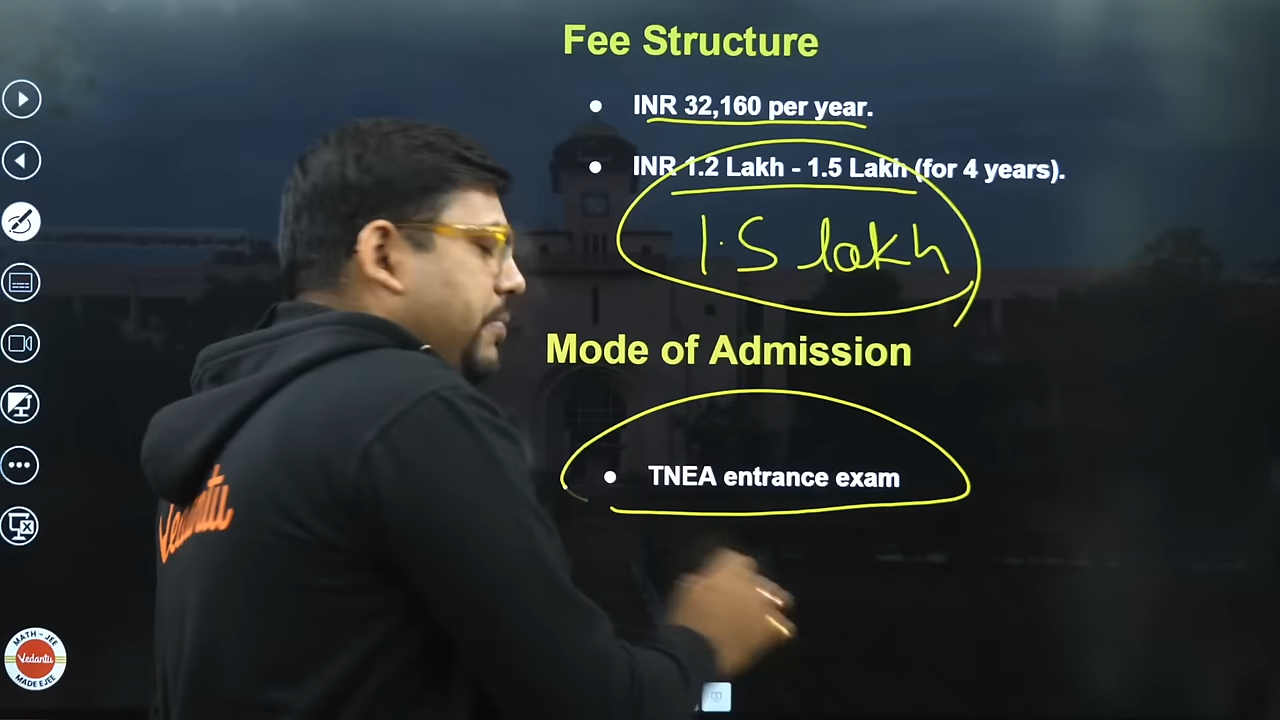 Fee Structure
● INR 32,160 per year.
● INR 1.2 Lakh - 1.5 Lakh (for 4 years).
1.5 lakh
Mode of Admission
● TNEA entrance exam
Vedantu
MATH - JEE
Vedantu
MADE EJEE